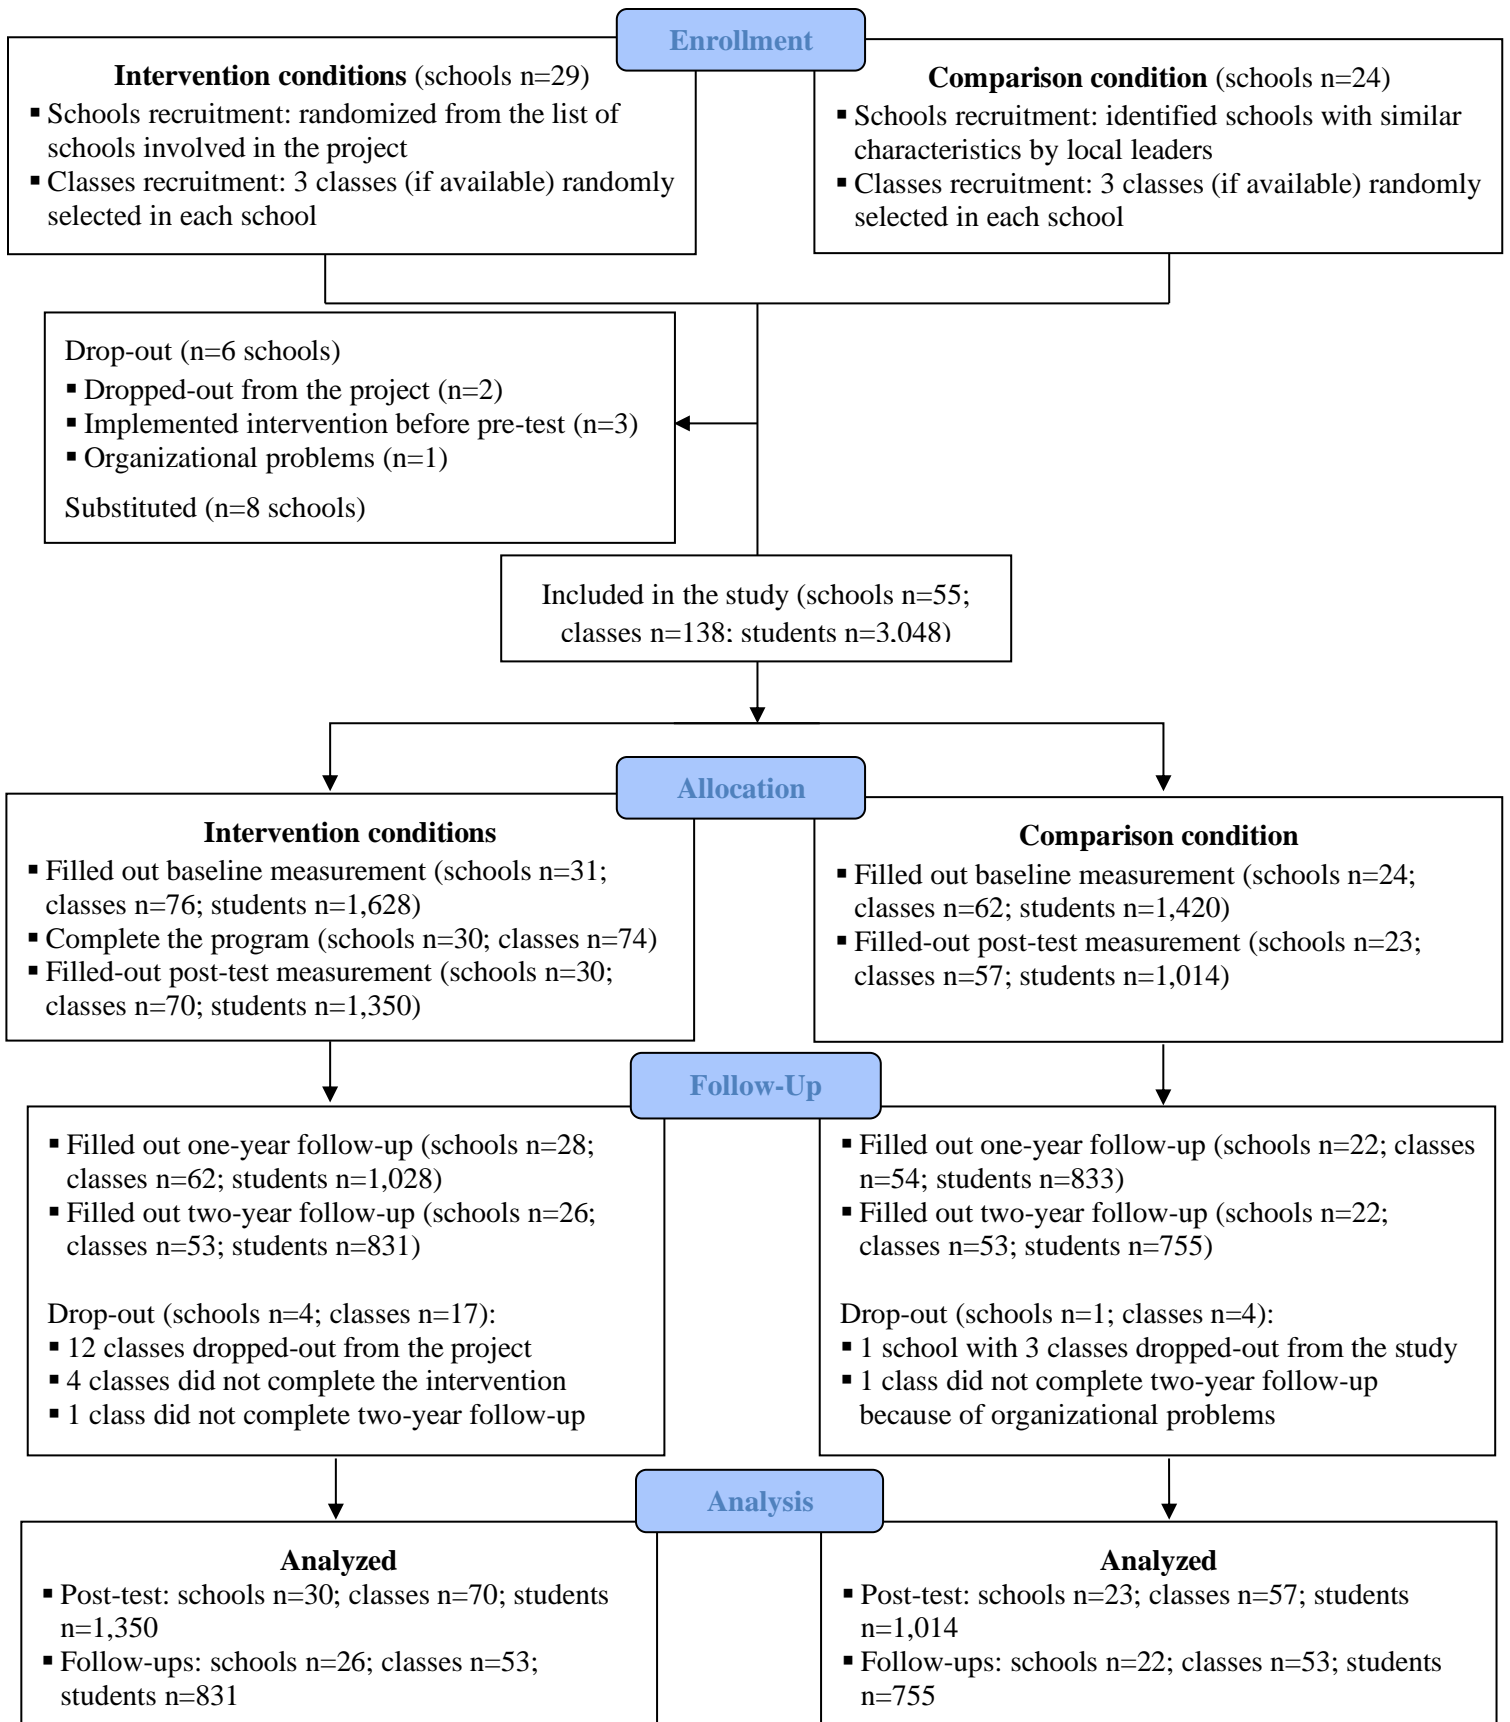 Enrollment
Intervention conditions (schools n=29)
▪ Schools recruitment: randomized from the list of
schools involved in the project
▪ Classes recruitment: 3 classes (if available) randomly
selected in each school
Comparison condition (schools n=24)
▪ Schools recruitment: identified schools with similar
characteristics by local leaders
▪ Classes recruitment: 3 classes (if available) randomly
selected in each school
Drop-out (n=6 schools)
▪ Dropped-out from the project (n=2)
▪ Implemented intervention before pre-test (n=3)
▪ Organizational problems (n=1)
Substituted (n=8 schools)
Included in the study (schools n=55;
classes n=138; students n=3,048)
Allocation
Intervention conditions
▪ Filled out baseline measurement (schools n=31;
classes n=76; students n=1,628)
▪ Complete the program (schools n=30; classes n=74)
▪ Filled-out post-test measurement (schools n=30;
classes n=70; students n=1,350)
Comparison condition
▪ Filled out baseline measurement (schools n=24;
classes n=62; students n=1,420)
▪ Filled-out post-test measurement (schools n=23;
classes n=57; students n=1,014)
Follow-Up
▪ Filled out one-year follow-up (schools n=28;
classes n=62; students n=1,028)
▪ Filled out two-year follow-up (schools n=26;
classes n=53; students n=831)
Drop-out (schools n=4; classes n=17):
▪ 12 classes dropped-out from the project
▪ 4 classes did not complete the intervention
▪ 1 class did not complete two-year follow-up
▪ Filled out one-year follow-up (schools n=22; classes
n=54; students n=833)
▪ Filled out two-year follow-up (schools n=22;
classes n=53; students n=755)
Drop-out (schools n=1; classes n=4):
▪ 1 school with 3 classes dropped-out from the study
▪ 1 class did not complete two-year follow-up
because of organizational problems
Analysis
Analyzed
▪ Post-test: schools n=30; classes n=70; students
n=1,350
▪ Follow-ups: schools n=26; classes n=53;
students n=831
Analyzed
▪ Post-test: schools n=23; classes n=57; students
n=1,014
▪ Follow-ups: schools n=22; classes n=53; students
n=755